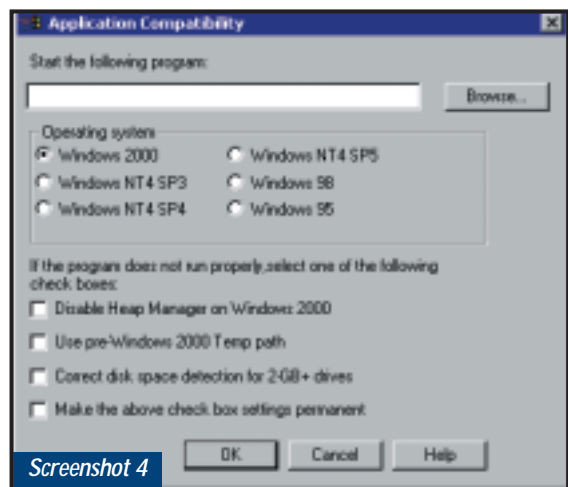 Application Compatibility
Start the following program:
Browse...
Operating system
Windows 2000
Windows NT4 SP5
Windows NT4 SP3
Windows 98
Windows NT4 SP4
Windows 95
If the program does not run properly,select one of the following
check boxes:
Disable Heap Manager on Windows 2000
Use pre-Windows 2000 Temp path
Correct disk space detection for 2-GB+ drives
Make the above check box settings permanent
OK
Cancel
Help
Screenshot 4